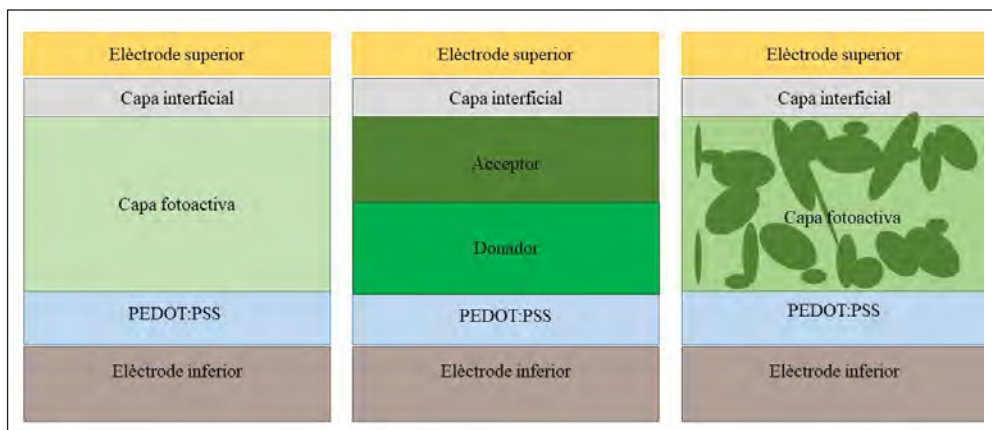 Elèctrode superior
Capa interficial
Capa fotoactiva
PEDOT:PSS
Elèctrode inferior
Elèctrode superior
Capa interficial
Acceptor
Donador
PEDOT:PSS
Elèctrode inferior
Elèctrode superior
Capa interficial
Capa fotoactiva
PEDOT:PSS
Elèctrode inferior